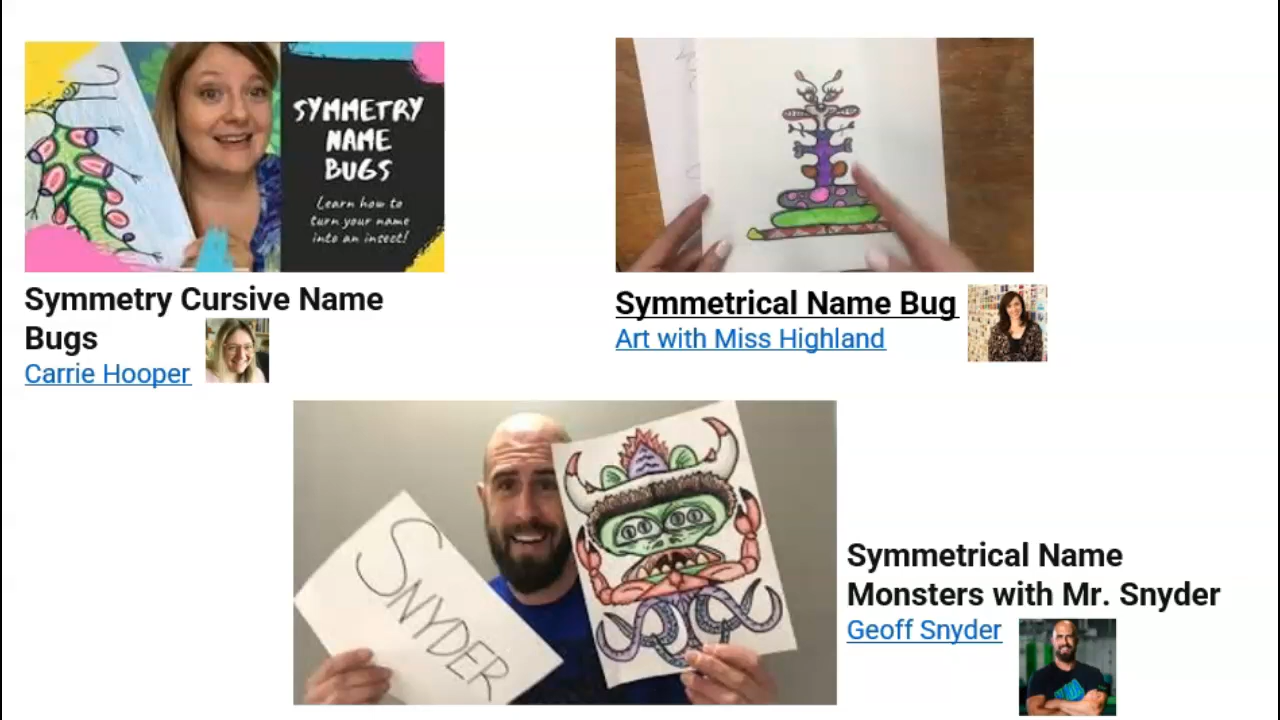 SYMMETRY
NAME
BUGS
Learn how to
turn your name
into an insect!
Symmetry Cursive Name
Bugs
Carrie Hooper
Symmetrical Name Bug
Art with Miss Highland
SNYDER
Symmetrical Name
Monsters with Mr. Snyder
Geoff Snyder